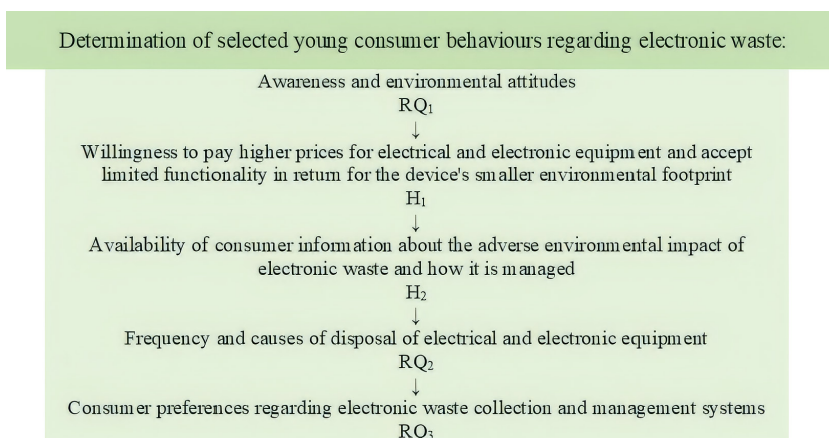 Determination of selected young consumer behaviours regarding electronic waste:
Awareness and environmental attitudes
RQ₁
↓
Willingness to pay higher prices for electrical and electronic equipment and accept
limited functionality in return for the device's smaller environmental footprint
H₁
↓
Availability of consumer information about the adverse environmental impact of
electronic waste and how it is managed
H₂
↓
Frequency and causes of disposal of electrical and electronic equipment
RQ₂
↓
Consumer preferences regarding electronic waste collection and management systems
RQ₃